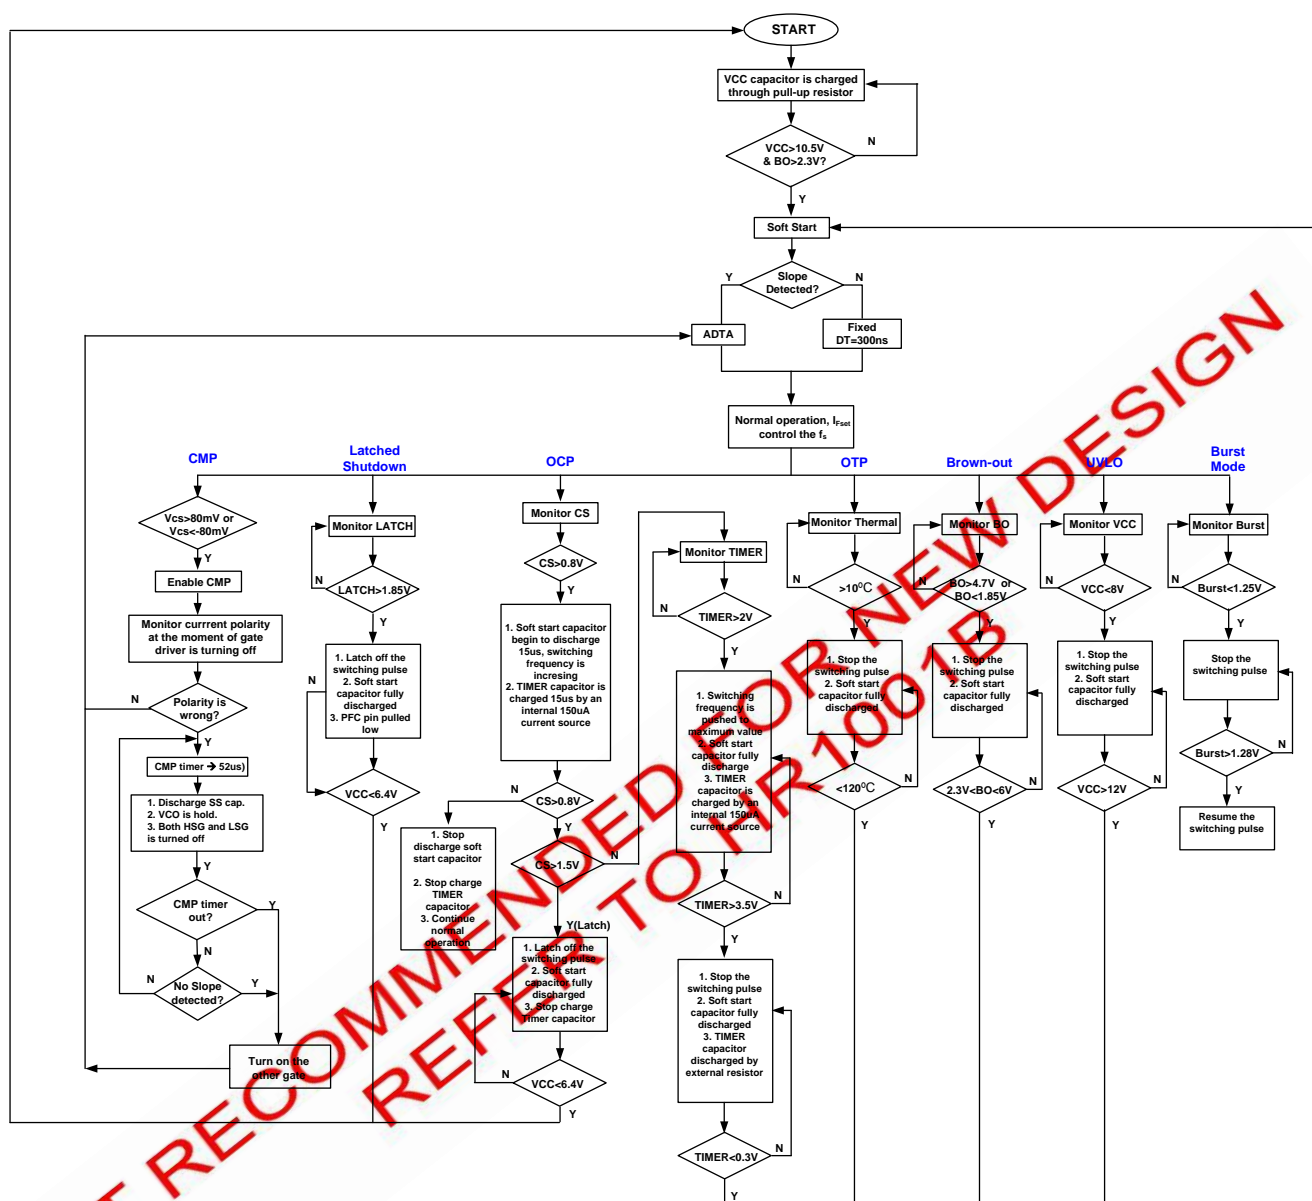 START
VCC capacitor is charged
through pull-up resistor
VCC>10.5V
& BO>2.3V?
N
Y
Soft Start
Slope
Detected?
Y
N
ADTA
Fixed
DT=300ns
Normal operation, IFset
control the fs
CMP
Latched
Shutdown
OCP
OTP
Brown-out
UVLO
Burst
Mode
Vcs>80mV or
Vcs<-80mV
Y
Enable CMP
Monitor currrent polarity
at the moment of gate
driver is turning off
Polarity is
wrong?
N
Y
CMP timer → 52us)
1. Discharge SS cap.
2. VCO is hold.
3. Both HSG and LSG
is turned off
Y
CMP timer
out?
Y
N
No Slope
detected?
N
Y
Turn on the
other gate
Monitor LATCH
LATCH>1.85V
N
Y
1. Latch off the
switching pulse
2. Soft start
capacitor fully
discharged
3. PFC pin pulled
low
N
VCC<6.4V
Y
Monitor CS
CS>0.8V
Y
1. Soft start capacitor
begin to discharge
15us, switching
frequency is
incresing
2. TIMER capacitor is
charged 15us by an
internal 150uA
current source
CS>0.8V
N
Y
1. Stop
discharge soft
start capacitor
2. Stop charge
TIMER
capacitor
3. Continue
normal
operation
CS>1.5V
N
Y(Latch)
1. Latch off the
switching pulse
2. Soft start
capacitor fully
discharged
3. Stop charge
Timer capacitor
N
VCC<6.4V
Y
Monitor TIMER
N
TIMER>2V
Y
1. Switching
frequency is
pushed to
maximum value
2. Soft start
capacitor fully
discharge
3. TIMER
capacitor is
charged by an
internal 150uA
current source
TIMER>3.5V
N
Y
1. Stop the
switching pulse
2. Soft start
capacitor fully
discharged
3. TIMER
capacitor
discharged by
external resistor
TIMER<0.3V
N
Y
Monitor Thermal
N
>10⁰C
Y
1. Stop the
switching pulse
2. Soft start
capacitor fully
discharged
<120⁰C
N
Y
Monitor BO
N
BO>4.7V or
BO<1.85V
Y
1. Stop the
switching pulse
2. Soft start
capacitor fully
discharged
2.3V<BO<6V
N
Y
Monitor VCC
N
VCC<8V
Y
1. Stop the
switching pulse
2. Soft start
capacitor fully
discharged
VCC>12V
N
Y
Monitor Burst
N
Burst<1.25V
Y
Stop the
switching pulse
Burst>1.28V
N
Y
Resume the
switching pulse
RECOMMENDED FOR NEW DESIGN
REFER TO HR1001B